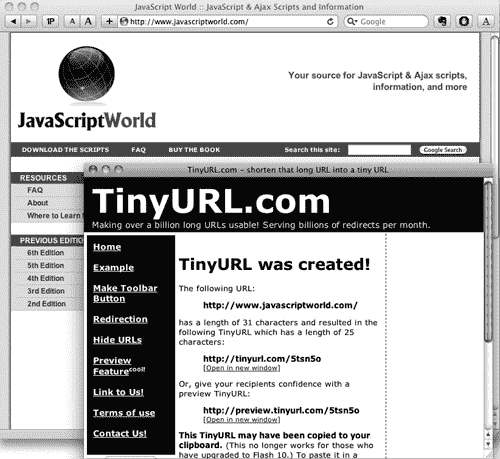 JavaScript World :: JavaScript & Ajax Scripts and Information
1P A A + http://www.javascriptworld.com/ Google
Your source for JavaScript & Ajax scripts,
information, and more
JavaScriptWorld
DOWNLOAD THE SCRIPTS FAQ BUY THE BOOK Search this site: Google Search
RESOURCES
FAQ
About
Where to Learn
PREVIOUS EDITION
6th Edition
5th Edition
4th Edition
3rd Edition
2nd Edition
TinyURL.com - shorten that long URL into a tiny URL
TinyURL.com
Making over a billion long URLs usable! Serving billions of redirects per month.
Home
Example
Make Toolbar
Button
Redirection
Hide URLs
Preview
Feature cool!
Link to Us!
Terms of use
Contact Us!
TinyURL was created!
The following URL:
http://www.javascriptworld.com/
has a length of 31 characters and resulted in the
following TinyURL which has a length of 25
characters:
http://tinyurl.com/5tsn5o
[Open in new window]
Or, give your recipients confidence with a
preview TinyURL:
http://preview.tinyurl.com/5tsn5o
[Open in new window]
This TinyURL may have been copied to your
clipboard. (This no longer works for those who
have upgraded to Flash 10.) To paste it in a